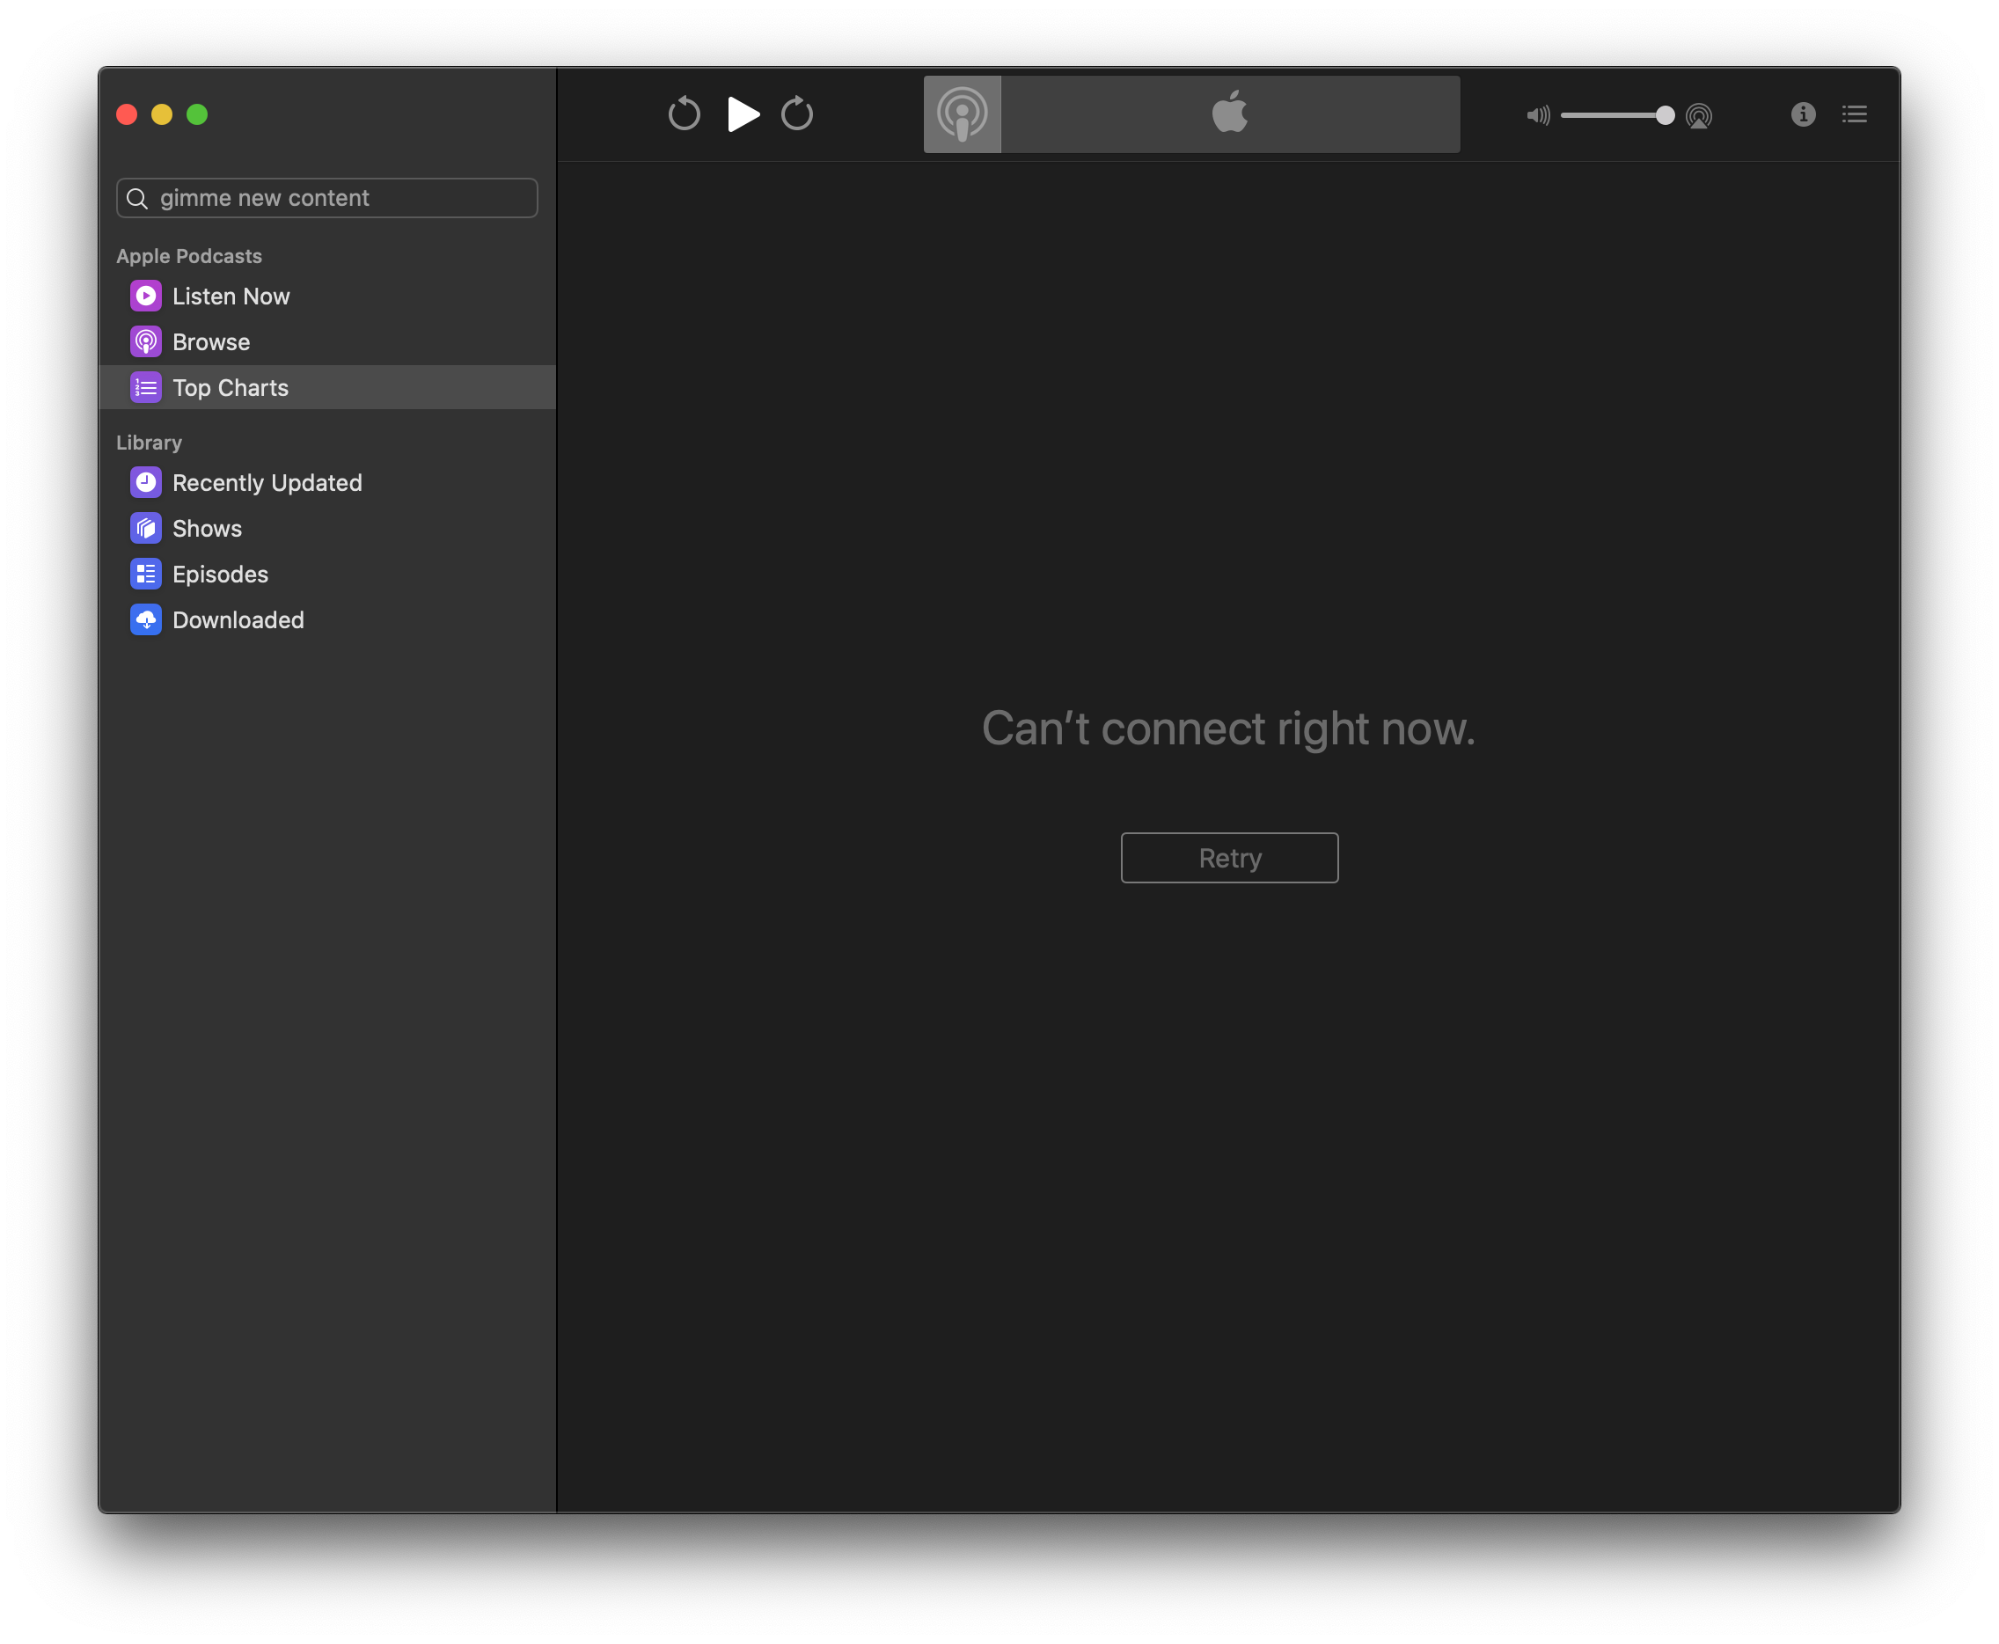 gimme new content
Apple Podcasts
Listen Now
Browse
Top Charts
Library
Recently Updated
Shows
Episodes
Downloaded
Can’t connect right now.
Retry